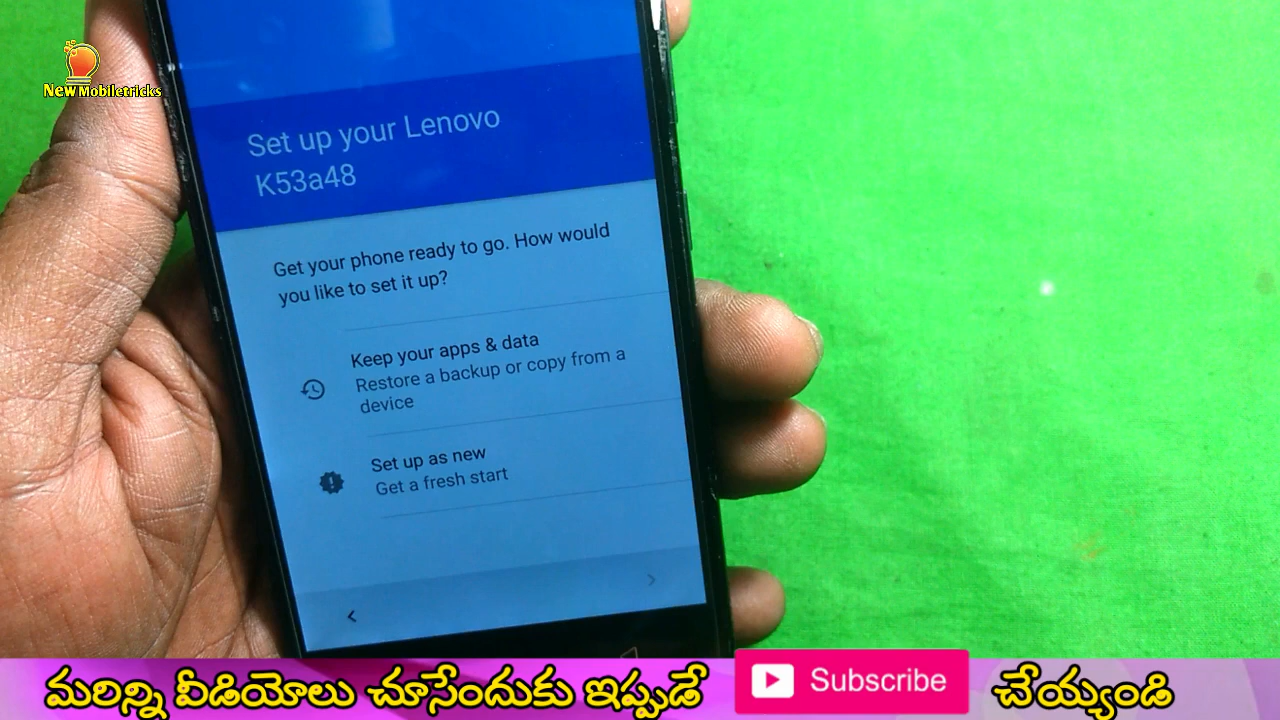 New Mobiletricks
Set up your Lenovo
K53a48
Get your phone ready to go. How would
you like to set it up?
Keep your apps & data
Restore a backup or copy from a
device
Set up as new
Get a fresh start
మరిన్ని వీడియోలు చూసేందుకు ఇప్పుడే Subscribe చేయ్యండి